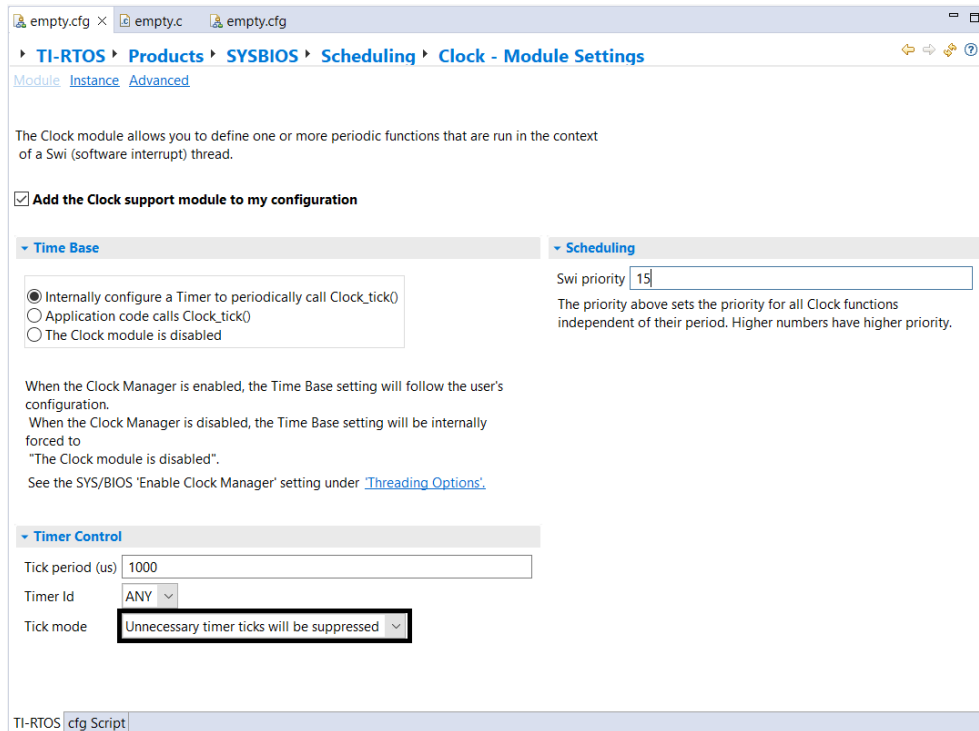 empty.cfg empty.c empty.cfg
TI-RTOS Products SYSBIOS Scheduling Clock - Module Settings
Module Instance Advanced
The Clock module allows you to define one or more periodic functions that are run in the context
of a Swi (software interrupt) thread.
Add the Clock support module to my configuration
Time Base
Internally configure a Timer to periodically call Clock_tick()
Application code calls Clock_tick()
The Clock module is disabled
When the Clock Manager is enabled, the Time Base setting will follow the user's
configuration.
When the Clock Manager is disabled, the Time Base setting will be internally
forced to
"The Clock module is disabled".
See the SYS/BIOS 'Enable Clock Manager' setting under 'Threading Options'.
Scheduling
Swi priority 15
The priority above sets the priority for all Clock functions
independent of their period. Higher numbers have higher priority.
Timer Control
Tick period (us) 1000
Timer Id ANY
Tick mode Unnecessary timer ticks will be suppressed
TI-RTOS cfg Script